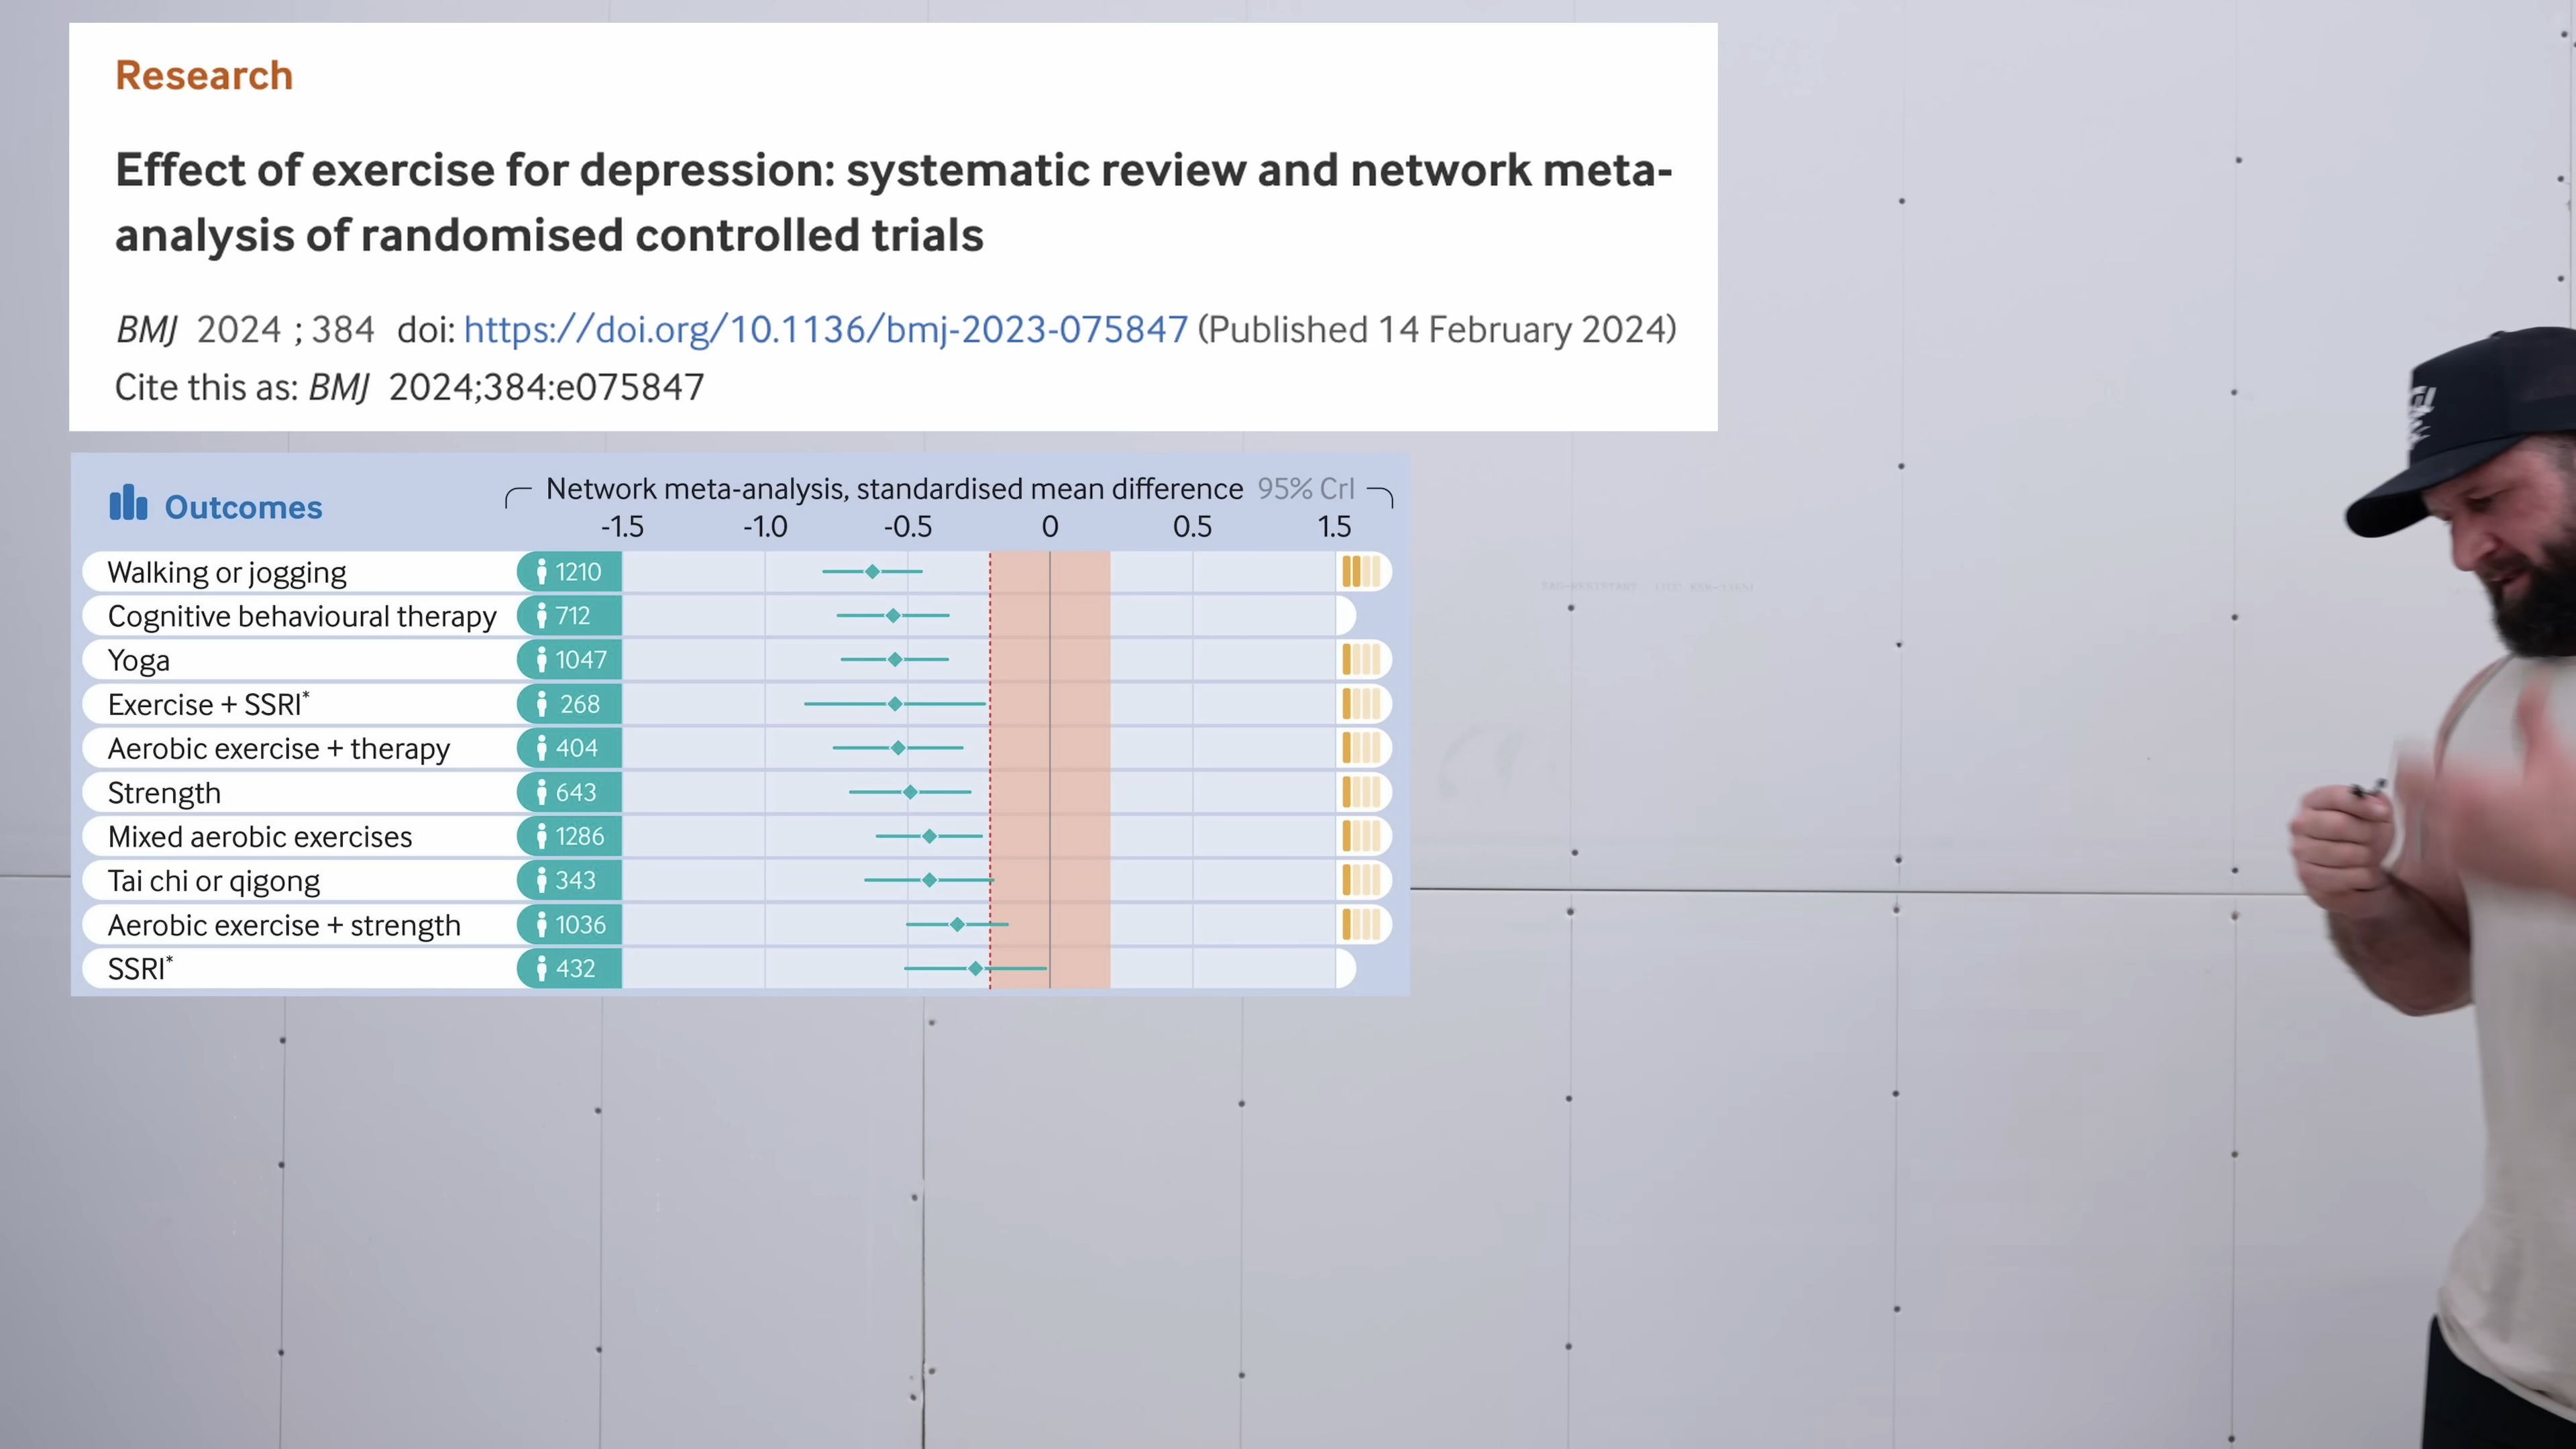 Research
Effect of exercise for depression: systematic review and network meta-
analysis of randomised controlled trials
BMJ 2024 ; 384 doi: https://doi.org/10.1136/bmj-2023-075847 (Published 14 February 2024)
Cite this as: BMJ 2024;384:e075847
Outcomes
Network meta-analysis, standardised mean difference 95% CrI
-1.5 -1.0 -0.5 0 0.5 1.5
Walking or jogging 1210
Cognitive behavioural therapy 712
Yoga 1047
Exercise + SSRI* 268
Aerobic exercise + therapy 404
Strength 643
Mixed aerobic exercises 1286
Tai chi or qigong 343
Aerobic exercise + strength 1036
SSRI* 432